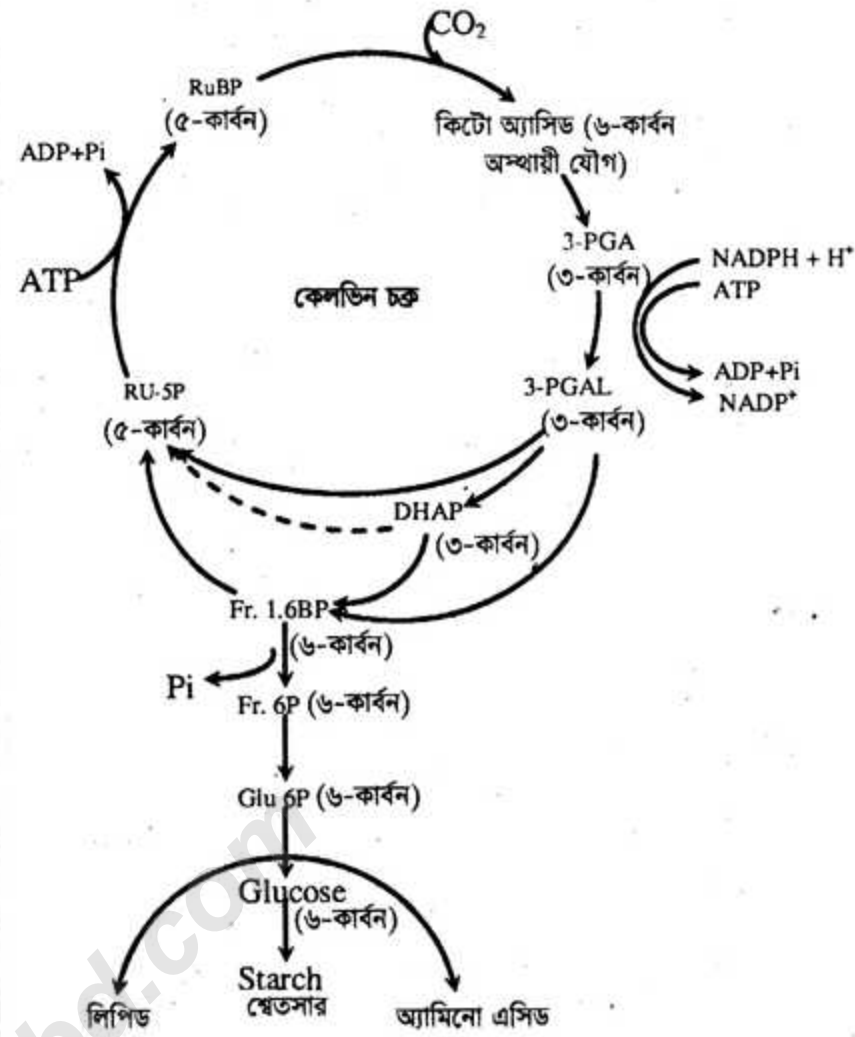 CO₂
RuBP
(৫-কার্বন)
কিটো অ্যাসিড (৬-কার্বন
অস্থায়ী যৌগ)
ADP+Pi
ATP
3-PGA
(৩-কার্বন)
NADPH + H⁺
ATP
কেলভিন চক্র
ADP+Pi
NADP⁺
3-PGAL
(৩-কার্বন)
RU-5P
(৫-কার্বন)
DHAP
(৩-কার্বন)
Fr. 1.6BP
(৬-কার্বন)
Pi
Fr. 6P (৬-কার্বন)
Glu 6P (৬-কার্বন)
Glucose
(৬-কার্বন)
Starch
শ্বেতসার
লিপিড
অ্যামিনো এসিড